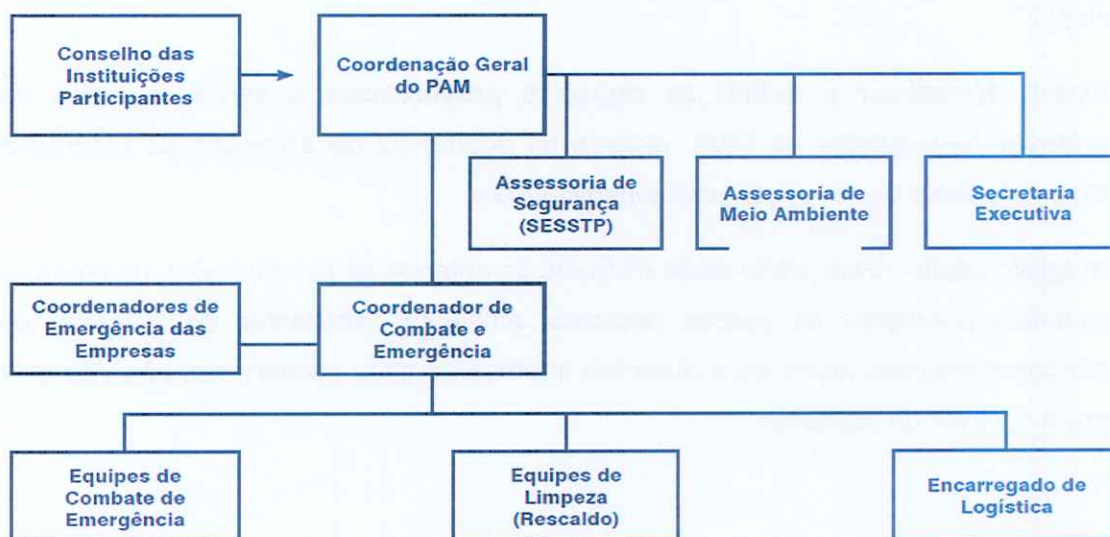 Conselho das
Instituições
Participantes
Coordenação Geral
do PAM
Assessoria de
Segurança
(SESSTP)
Assessoria de
Meio Ambiente
Secretaria
Executiva
Coordenadores de
Emergência das
Empresas
Coordenador de
Combate e
Emergência
Equipes de
Combate de
Emergência
Equipes de
Limpeza
(Rescaldo)
Encarregado de
Logística